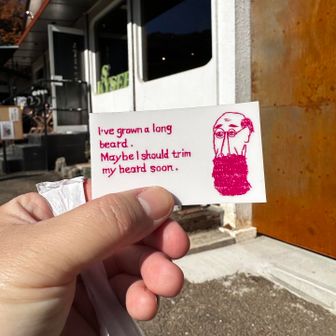 I've grown a long
beard.
Maybe I should trim
my beard soon.